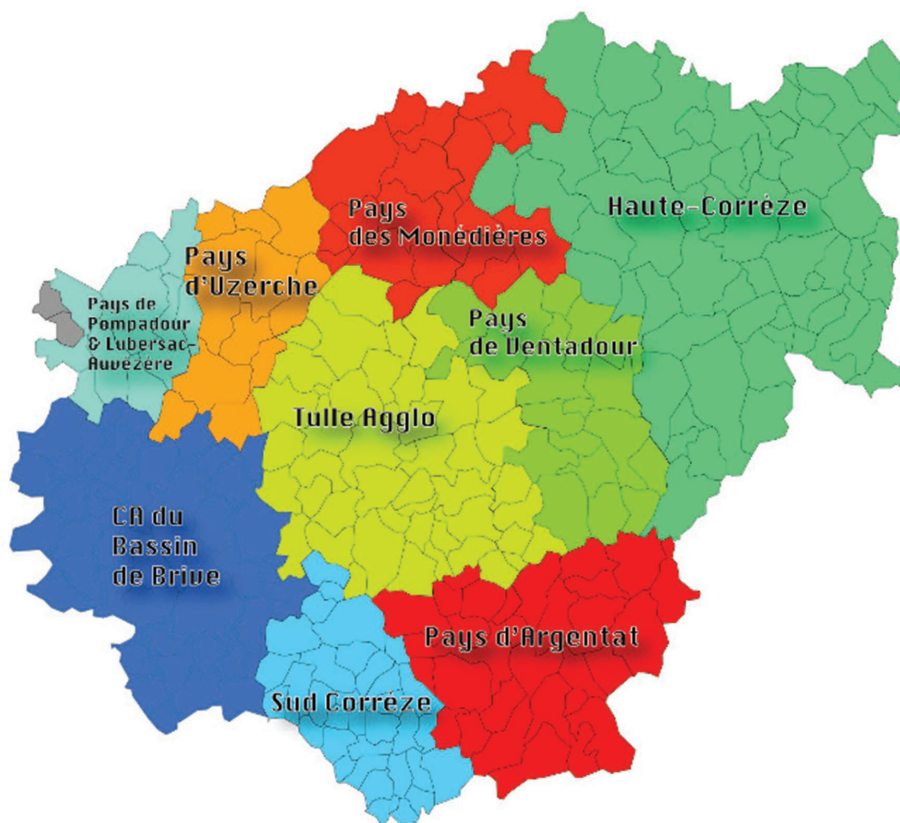 Haute-Corrèze
Pays
des Monédières
Pays
d'Uzerche
Pays de
Pompadour
& Lubersac-
Auvézère
Pays
de Ventadour
Tulle Agglo
CA du
Bassin
de Brive
Pays d'Argentat
Sud Corrèze